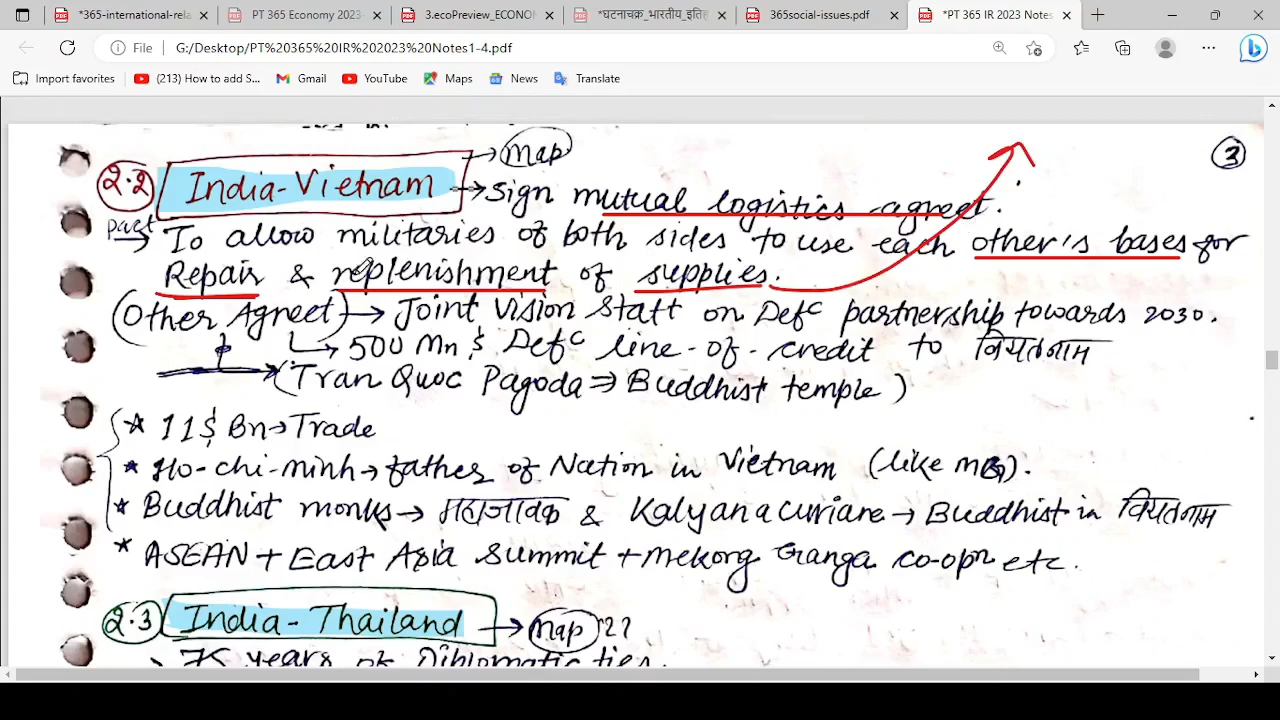 *365-international-rela
PT 365 Economy 2023-
3.ecoPreview_ECONO
*घटनाचक्र_भारतीय_इतिह
365social-issues.pdf
*PT 365 IR 2023 Notes
File
G:/Desktop/PT%20365%20IR%202023%20Notes1-4.pdf
Import favorites
(213) How to add S...
Gmail
YouTube
Maps
News
Translate
→ Map
3
2.2 India-Vietnam → Sign mutual logistics agreet.
pact → To allow militaries of both sides to use each other's bases for
Repair & replenishment of supplies.
(Other Agreet) → Joint Vision Statt on Defc partnership towards 2030.
→ 500 Mn $ Defc line-of-credit to वियतनाम
(Tran Quoc Pagoda ⇒ Buddhist temple)
* 11$ Bn → Trade
* Ho-chi-minh → father of Nation in Vietnam (like MG).
* Buddhist monks → & Kalyanacuriare → Buddhist in वियतनाम
* ASEAN + East Asia Summit + Mekong Ganga co-opn etc.
2.3 India-Thailand → Map 2?
75 years of Diplomatic ties.